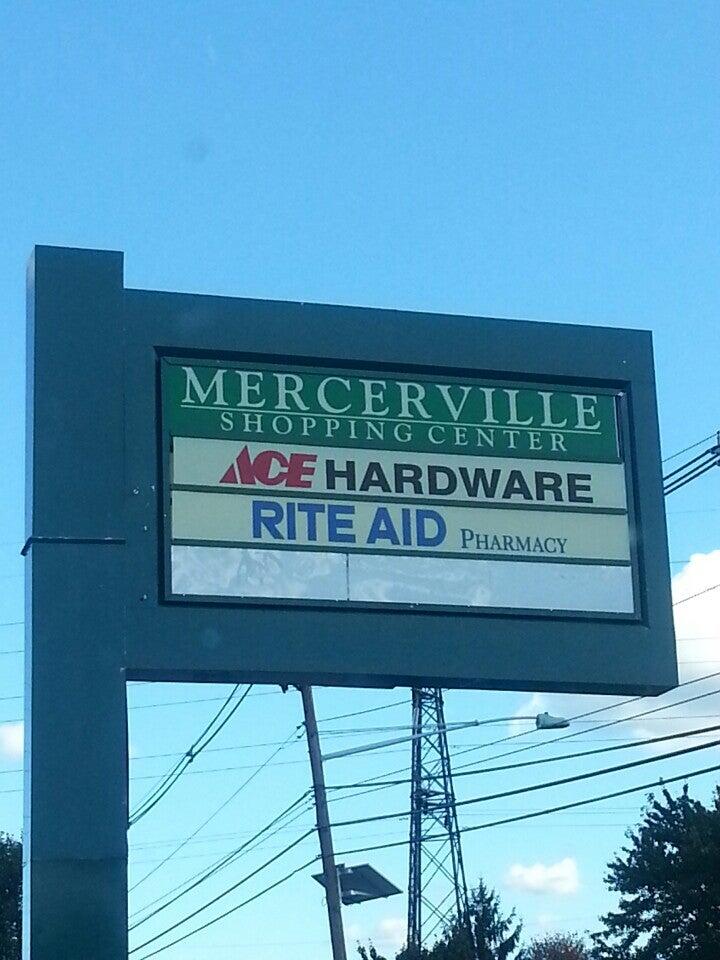 MERCERVILLE
SHOPPING CENTER
ACE HARDWARE
RITE AID PHARMACY